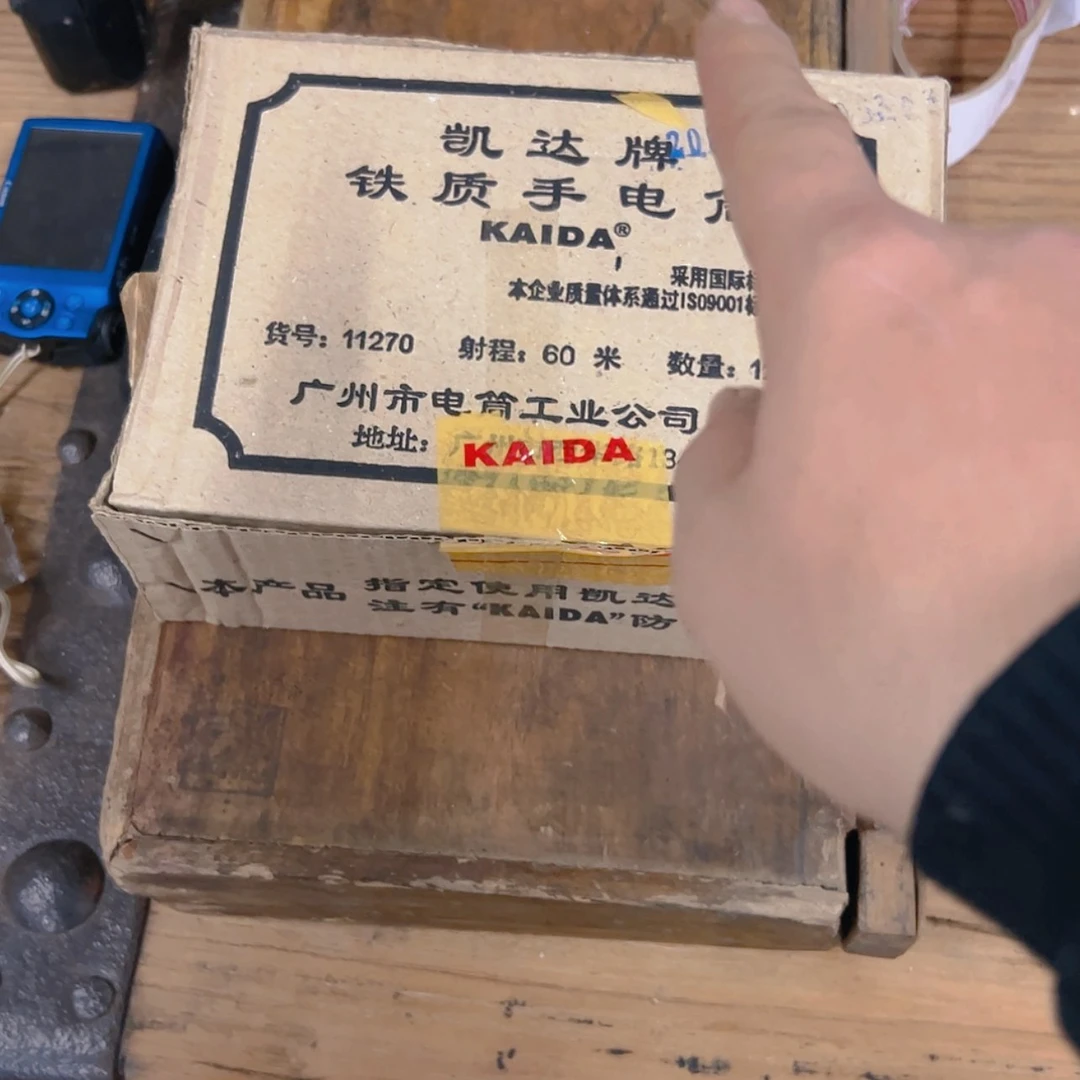 凯达牌
20
铁质手电
KAIDA®
采用国际
本企业质量体系通过ISO9001
货号：11270 射程：60 米 数量：1
广州市电筒工业公司
地址：
KAIDA
本产品 指定使用凯达
注有“KAIDA”防